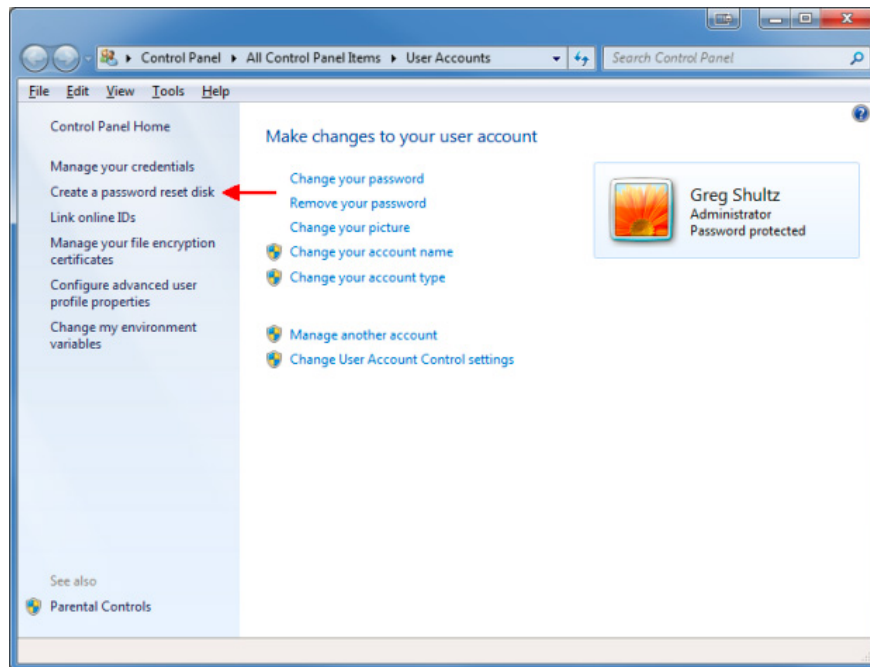 Control Panel All Control Panel Items User Accounts
Search Control Panel
File Edit View Tools Help
Control Panel Home
Manage your credentials
Create a password reset disk
Link online IDs
Manage your file encryption
certificates
Configure advanced user
profile properties
Change my environment
variables
See also
Parental Controls
Make changes to your user account
Change your password
Remove your password
Change your picture
Change your account name
Change your account type
Manage another account
Change User Account Control settings
Greg Shultz
Administrator
Password protected